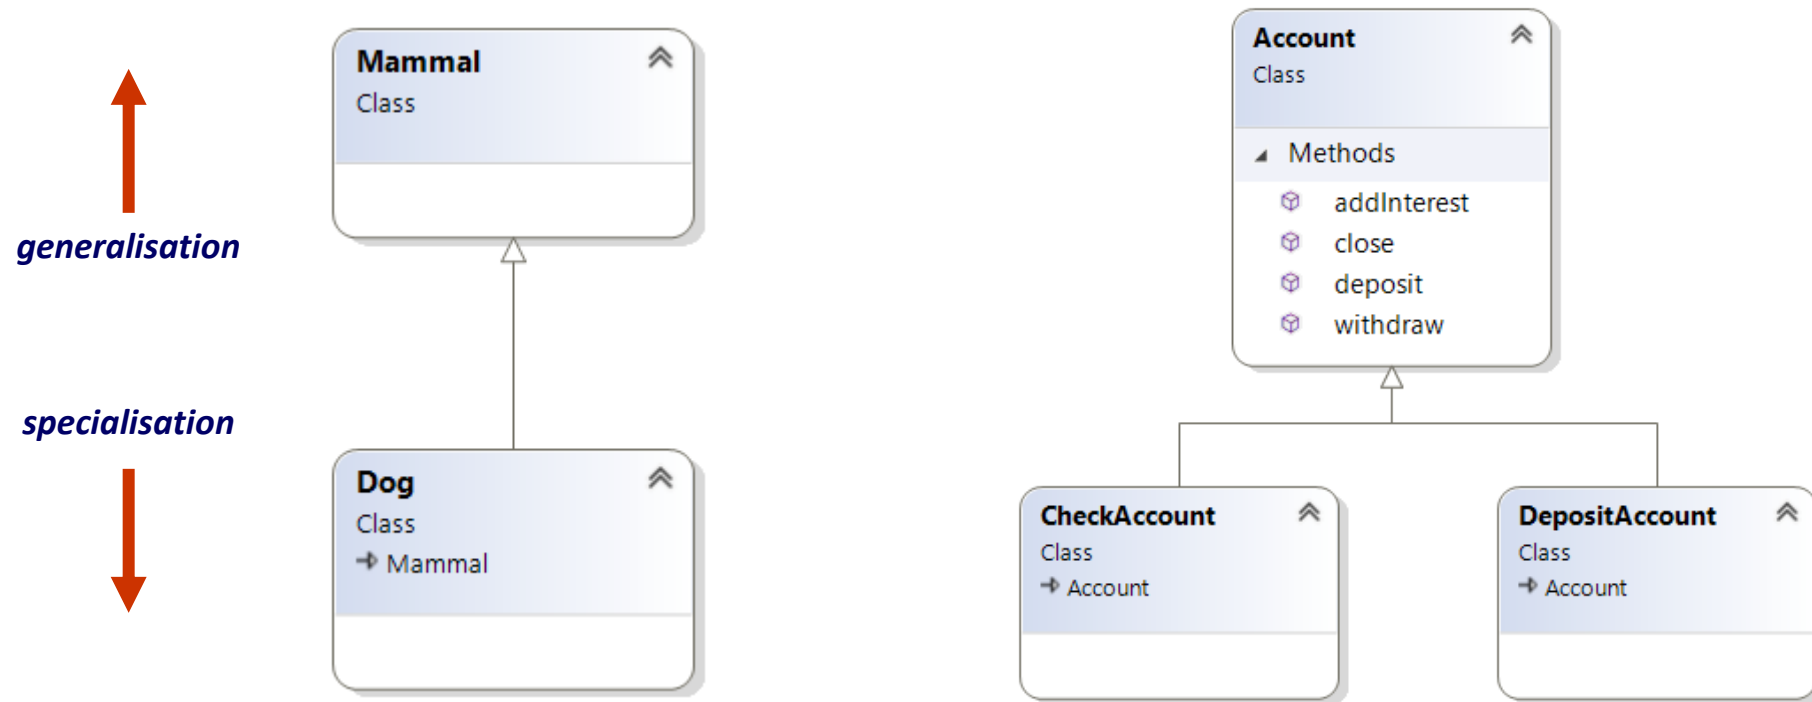 generalisation
specialisation
Mammal
Class
Dog
Class
Mammal
Account
Class
Methods
addInterest
close
deposit
withdraw
CheckAccount
Class
Account
DepositAccount
Class
Account